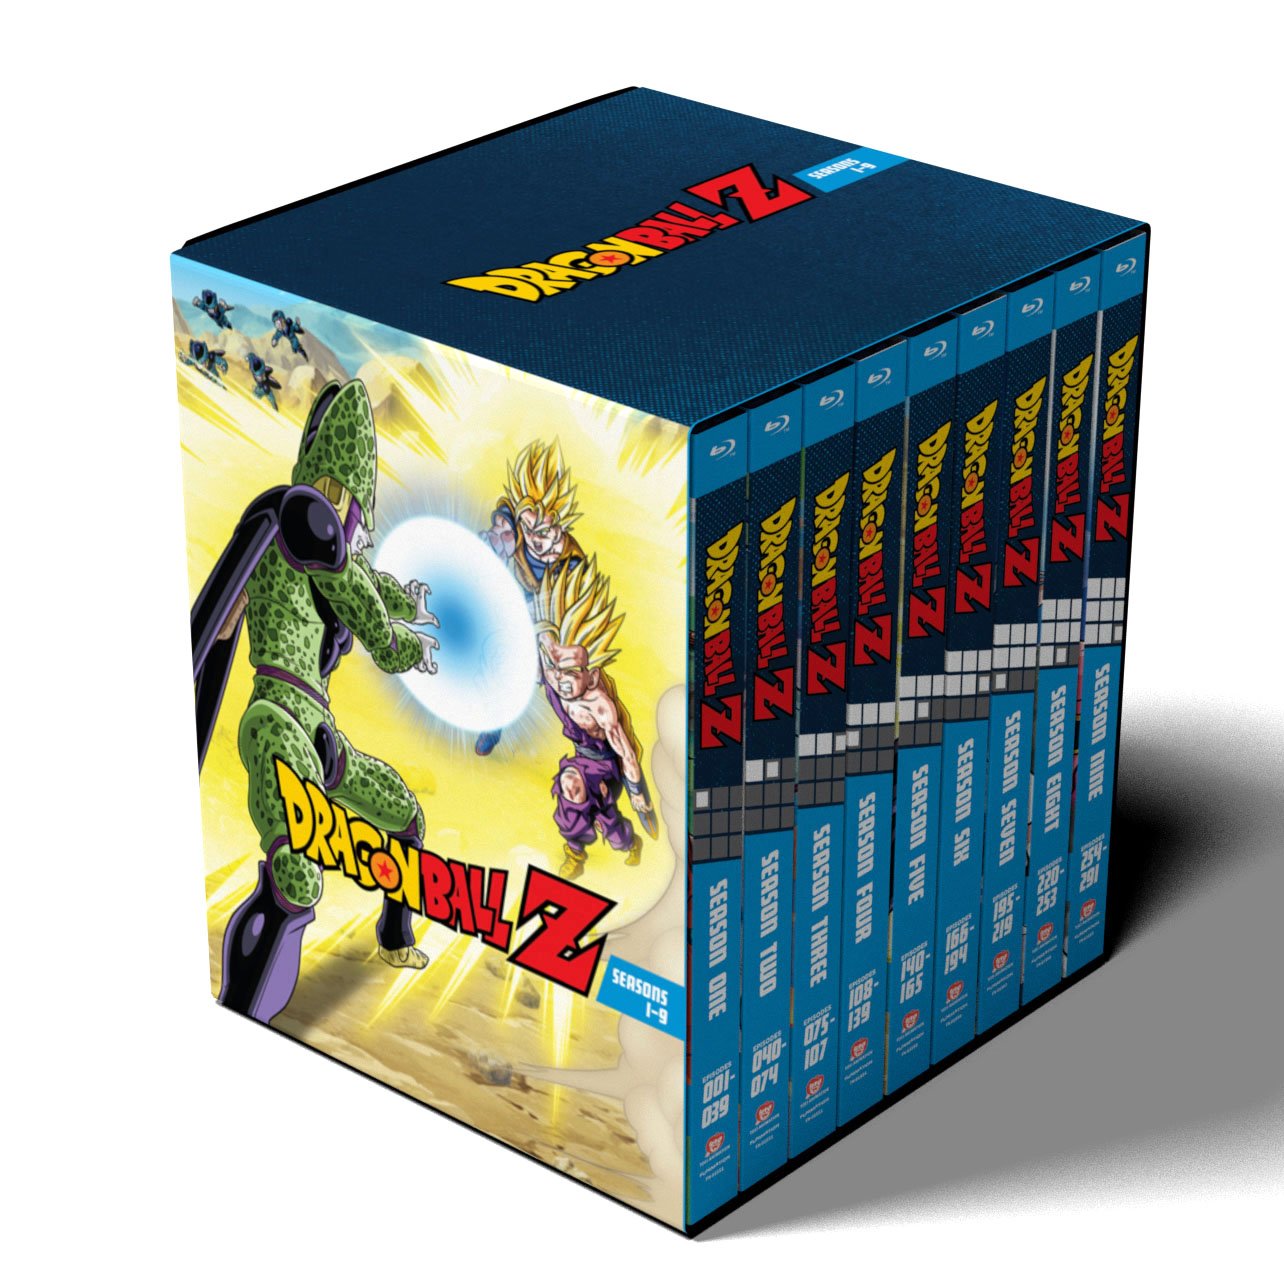 DRAGON BALL Z
SEASONS
1-9
DRAGON BALL Z
SEASONS
1-9
DRAGON BALL Z
SEASON ONE
EPISODES
001-
039
DRAGON BALL Z
SEASON TWO
EPISODES
040-
074
DRAGON BALL Z
SEASON THREE
EPISODES
075-
107
DRAGON BALL Z
SEASON FOUR
EPISODES
108-
139
DRAGON BALL Z
SEASON FIVE
EPISODES
140-
165
DRAGON BALL Z
SEASON SIX
EPISODES
166-
194
DRAGON BALL Z
SEASON SEVEN
EPISODES
195-
219
DRAGON BALL Z
SEASON EIGHT
EPISODES
220-
253
DRAGON BALL Z
SEASON NINE
EPISODES
254-
291